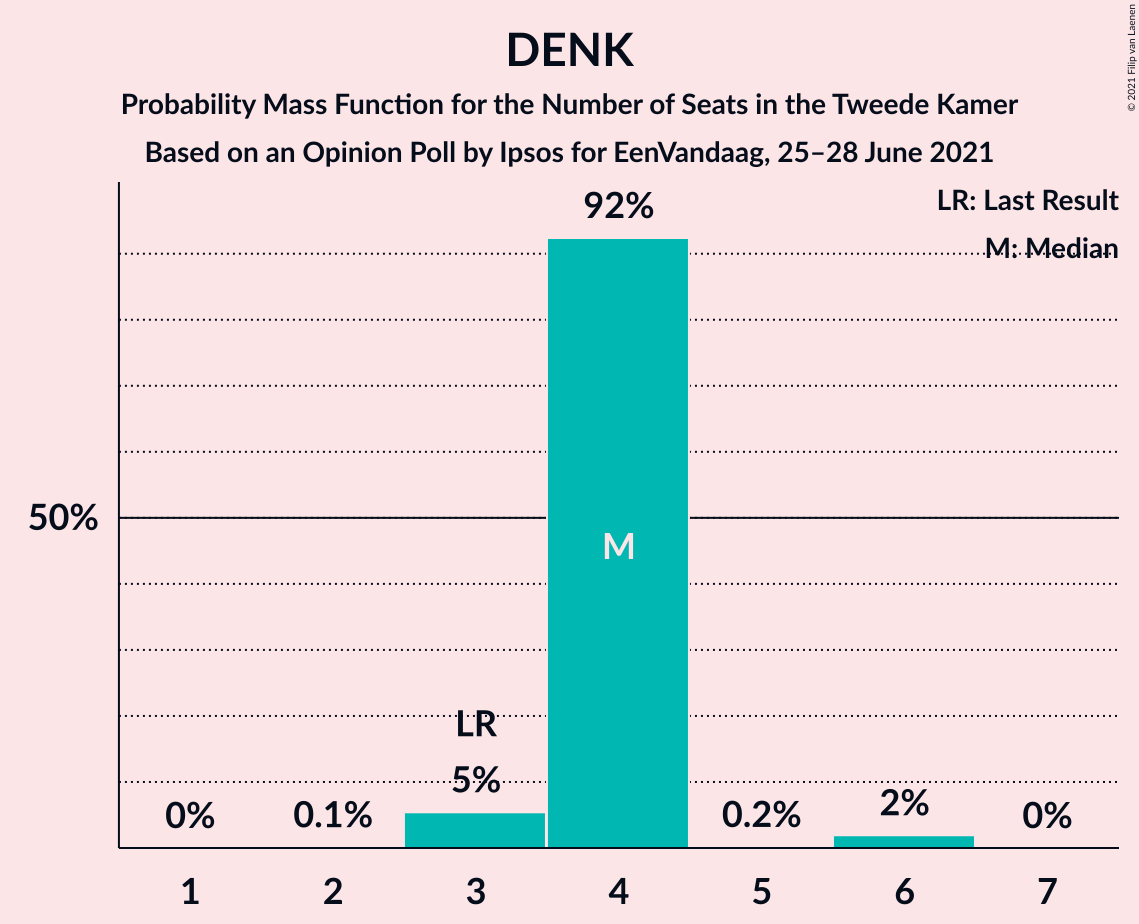 DENK
Probability Mass Function for the Number of Seats in the Tweede Kamer
Based on an Opinion Poll by Ipsos for EenVandaag, 25–28 June 2021
© 2021 Filip van Laenen
LR: Last Result
M: Median
92%
50%
M
LR
5%
0%
0.1%
0.2%
2%
0%
1 2 3 4 5 6 7